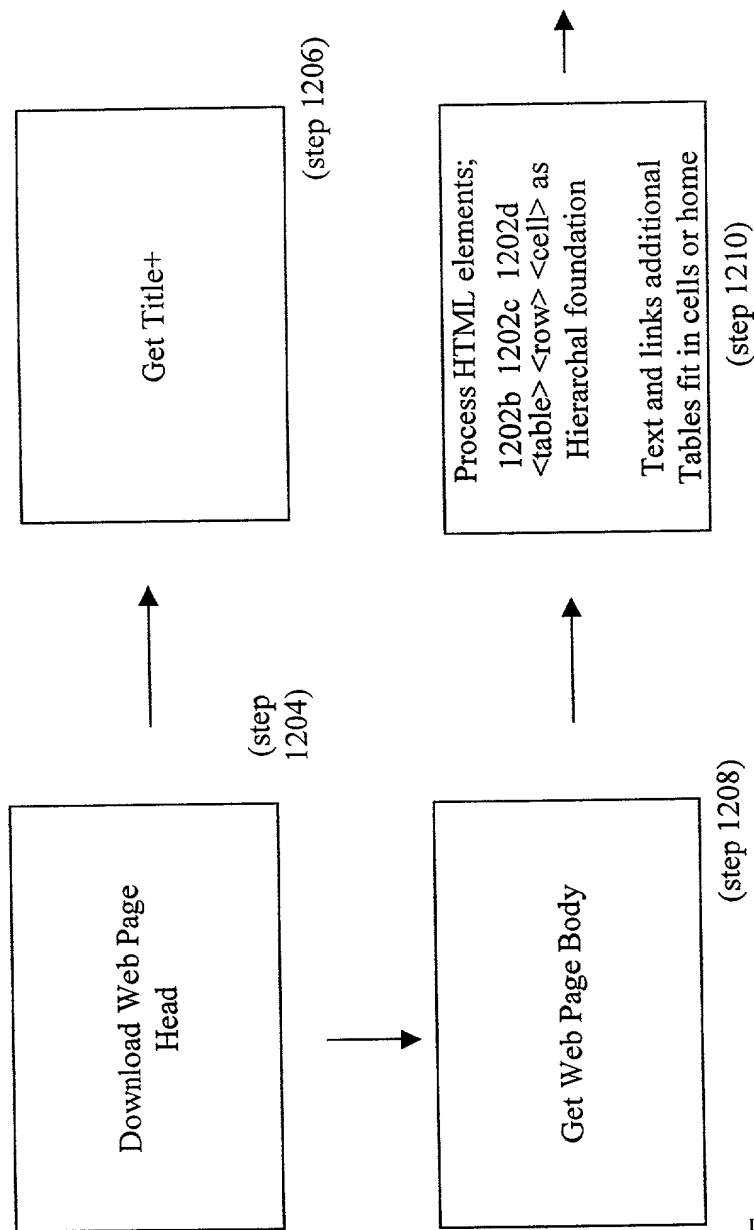 Download Web Page
Head
(step
1204)
Get Title+
(step 1206)
Get Web Page Body
(step 1208)
Process HTML elements;
1202b 1202c 1202d
<table> <row> <cell> as
Hierarchal foundation
Text and links additional
Tables fit in cells or home
(step 1210)